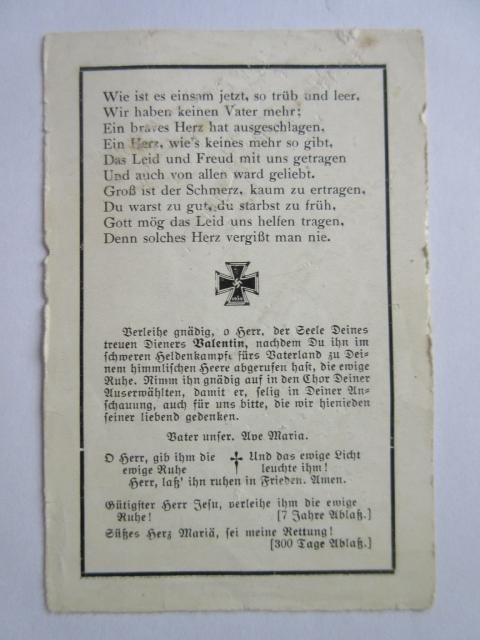 Wie ist es einsam jetzt, so trüb und leer,
Wir haben keinen Vater mehr;
Ein braves Herz hat ausgeschlagen,
Ein Herz, wie's keines mehr so gibt,
Das Leid und Freud mit uns getragen
Und auch von allen ward geliebt.
Groß ist der Schmerz, kaum zu ertragen,
Du warst zu gut, du starbst zu früh,
Gott mög das Leid uns helfen tragen,
Denn solches Herz vergißt man nie.
Verleihe gnädig, o Herr, der Seele Deines
treuen Dieners Valentin, nachdem Du ihn im
schweren Heldenkampf fürs Vaterland zu Dei-
nem himmlischen Heere abgerufen hast, die ewige
Ruhe. Nimm ihn gnädig auf in den Chor Deiner
Auserwählten, damit er, selig in Deiner An-
schauung, auch für uns bitte, die wir hienieden
seiner liebend gedenken.
Vater unser. Ave Maria.
O Herr, gib ihm die ewige Ruhe
Und das ewige Licht leuchte ihm!
Herr, laß' ihn ruhen in Frieden. Amen.
Gütigster Herr Jesu, verleihe ihm die ewige
Ruhe! [7 Jahre Ablaß.]
Süßes Herz Mariä, sei meine Rettung!
[300 Tage Ablaß.]